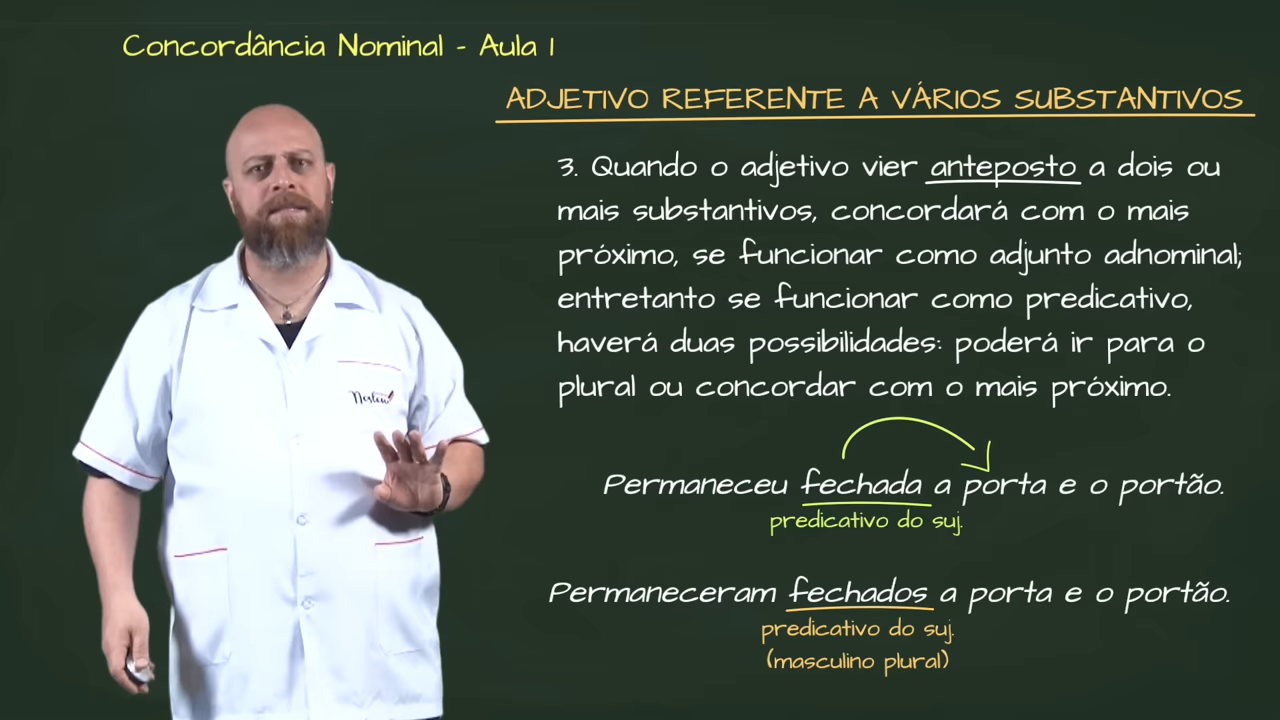 Concordância Nominal - Aula 1
ADJETIVO REFERENTE A VÁRIOS SUBSTANTIVOS
3. Quando o adjetivo vier anteposto a dois ou
mais substantivos, concordará com o mais
próximo, se funcionar como adjunto adnominal;
entretanto se funcionar como predicativo,
haverá duas possibilidades: poderá ir para o
plural ou concordar com o mais próximo.
Permaneceu fechada a porta e o portão.
predicativo do suj.
Permaneceram fechados a porta e o portão.
predicativo do suj.
(masculino plural)